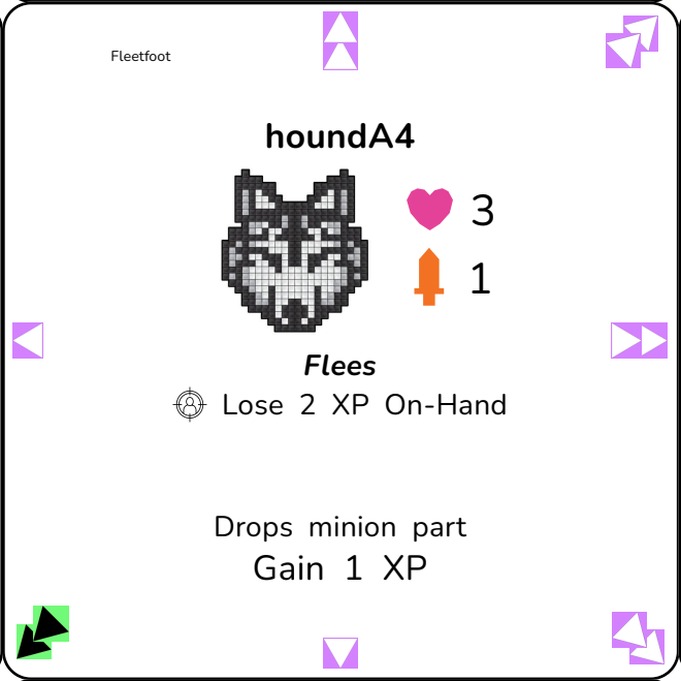 Fleetfoot
houndA4
3
1
Flees
Lose 2 XP On-Hand
Drops minion part
Gain 1 XP